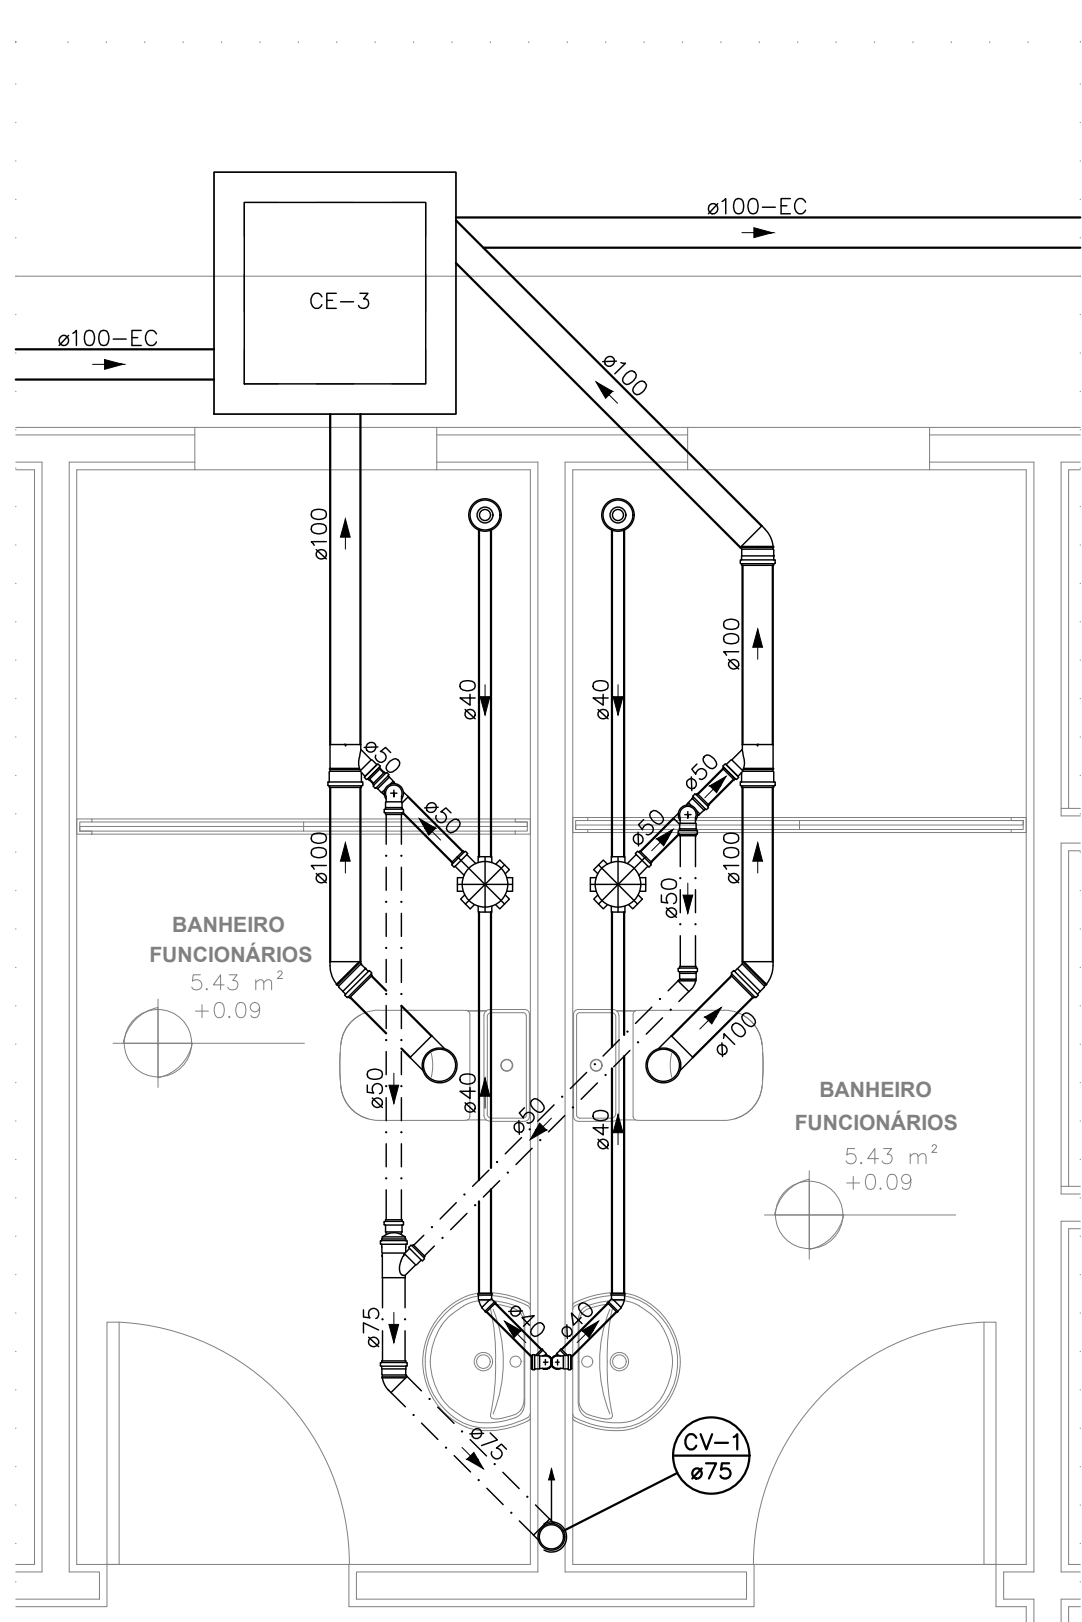 ø100-EC
CE-3
ø100-EC
ø100
ø100
ø100
ø40
ø40
ø50
ø50
ø50
ø50
ø100
ø100
ø50
BANHEIRO
FUNCIONÁRIOS
5.43 m²
+0.09
ø100
ø50
ø40
ø50
ø40
BANHEIRO
FUNCIONÁRIOS
5.43 m²
+0.09
ø75
ø40
ø40
ø75
CV-1
ø75